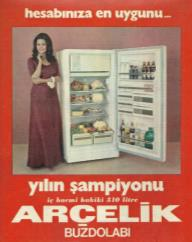 hesabınıza en uygunu...
yılın şampiyonu
iç hacmi hakiki 310 litre
ARÇELİK
BUZDOLABI